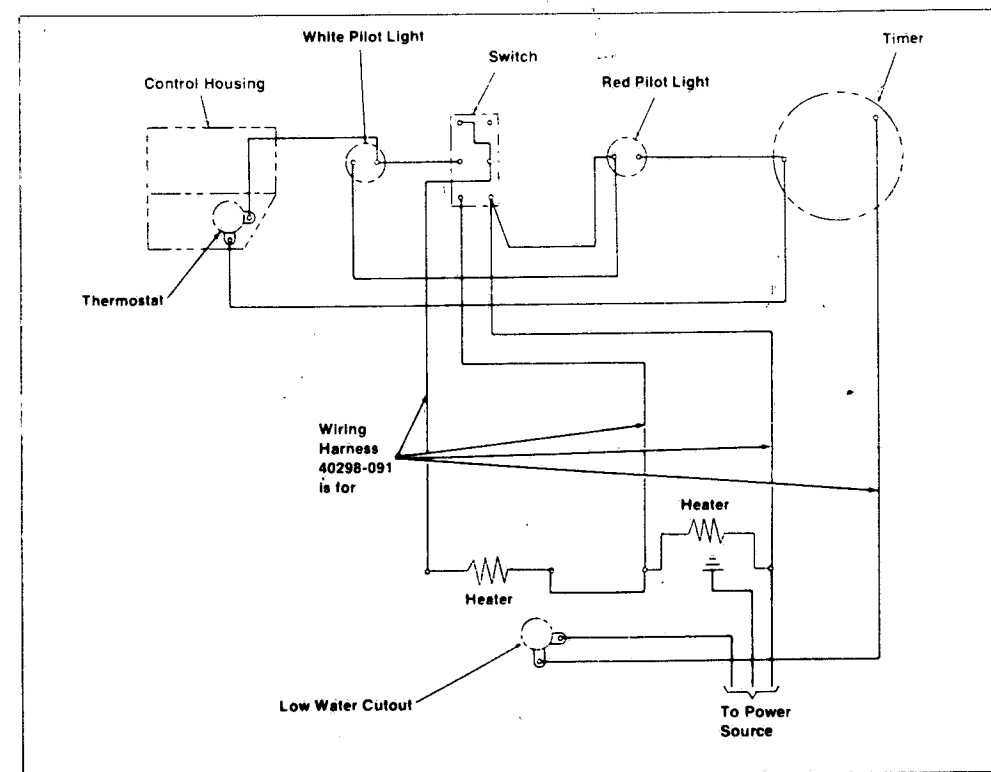 White Pilot Light
Timer
Switch
Control Housing
Red Pilot Light
Thermostat
Wiring
Harness
40298-091
is for
Heater
Heater
Low Water Cutout
To Power
Source